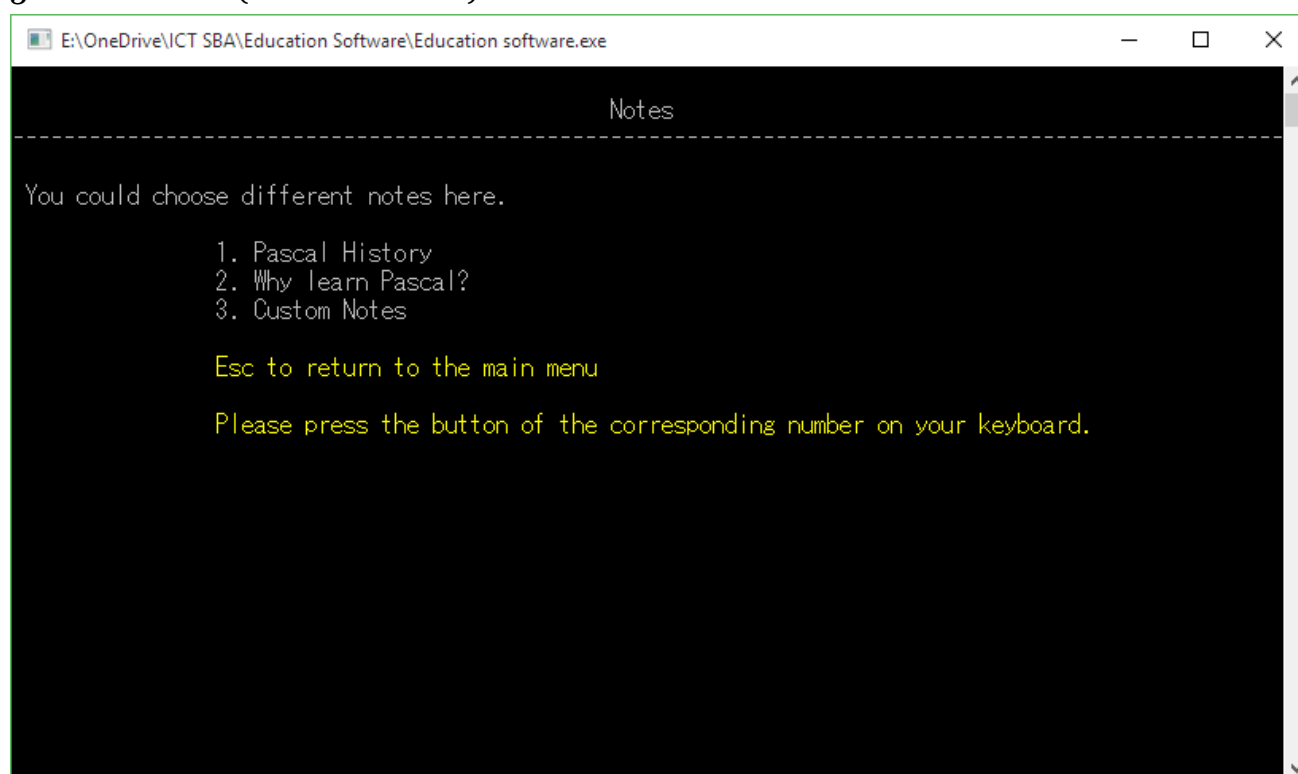 E:\OneDrive\ICT SBA\Education Software\Education software.exe
Notes
--------------------------------------------------------------------------------------------------------
You could choose different notes here.
1. Pascal History
2. Why learn Pascal?
3. Custom Notes
Esc to return to the main menu
Please press the button of the corresponding number on your keyboard.